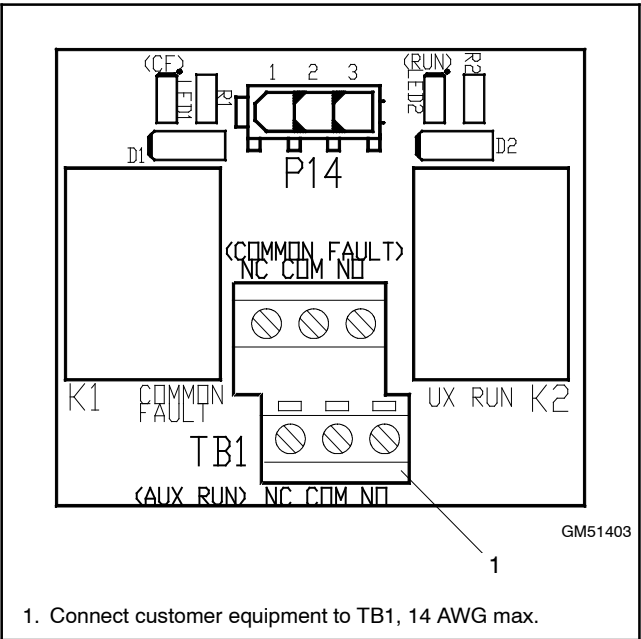 (CF) 1 2 3 (RUN) R2
LED1 R1 LED2
D1 P14 D2
(COMMON FAULT)
NC COM NO
K1 COMMON UX RUN K2
FAULT
TB1
(AUX RUN) NC COM NO
GM51403
1
1. Connect customer equipment to TB1, 14 AWG max.